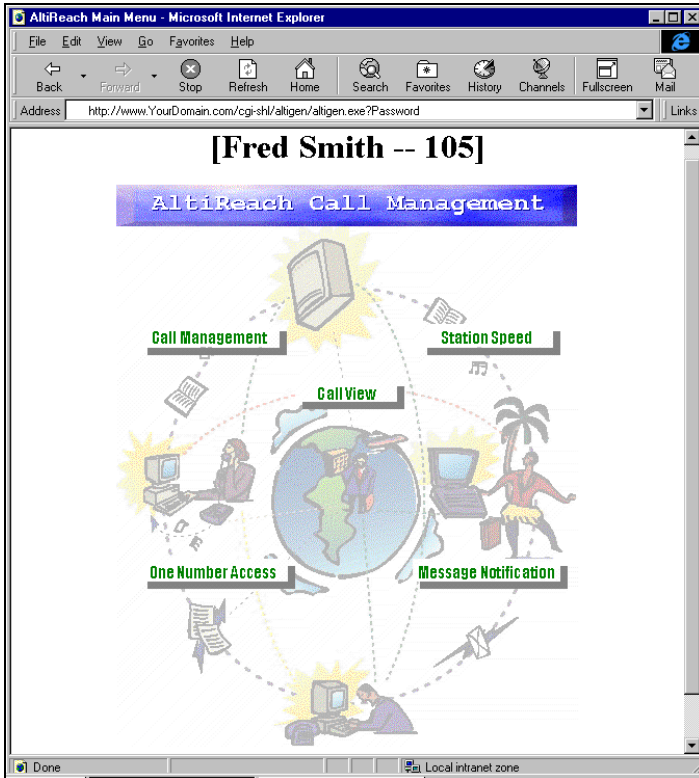 AltiReach Main Menu - Microsoft Internet Explorer
File Edit View Go Favorites Help
Back Forward Stop Refresh Home Search Favorites History Channels Fullscreen Mail
Address http://www.YourDomain.com/cgi-shl/altigen/altigen.exe?Password Links
[Fred Smith -- 105]
AltiReach Call Management
Call Management Station Speed
Call View
One Number Access Message Notification
Done Local intranet zone